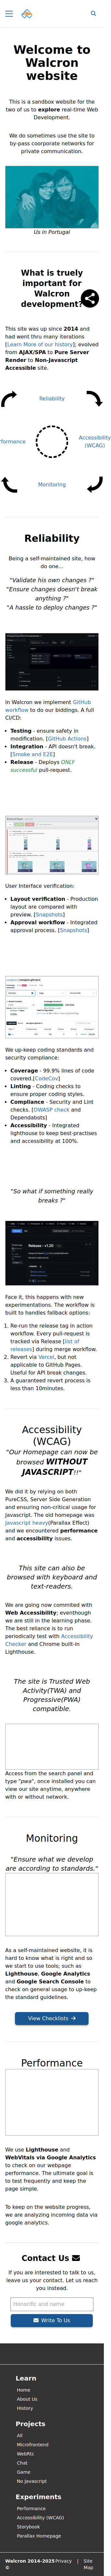 Welcome to
Walcron
website
This is a sandbox website for the
two of us to explore real-time Web
Development.
We do sometimes use the site to
by-pass coorporate networks for
private communication.
Us in Portugal
What is truely
important for
Walcron
development?
This site was up since 2014 and
had went thru many iterations
[Learn More of our history], evolved
from AJAX/SPA to Pure Server
Render to Non-Javascript
Accessible site.
Reliability
formance
Accessibility
(WCAG)
Monitoring
Reliability
Being a self-maintained site, how
do one...
"Validate his own changes ?"
"Ensure changes doesn't break
anything ?"
"A hassle to deploy changes ?"
In Walcron we implement GitHub
workflow to do our biddings. A full
CI/CD:
• Testing - ensure safety in
modification. [GitHub Actions]
• Integration - API doesn't break.
[Smoke and E2E]
• Release - Deploys ONLY
successful pull-request.
User Interface verification:
• Layout verification - Production
layout are compared with
preview. [Snapshots]
• Approval workflow - Integrated
approval process. [Snapshots]
We up-keep coding standards and
security compliance:
• Coverage - 99.9% lines of code
covered.[CodeCov]
• Linting - Coding checks to
ensure proper coding styles.
• Compliance - Security and Lint
checks. [OWASP check and
Dependabots]
• Accessibility - Integrated
lighthouse to keep best-practises
and accessibility at 100%.
"So what if something really
breaks ?"
Release - v1.20
Face it, this happens with new
experimentations. The workflow is
built to handles fallback options:
1. Re-run the release tag in action
workflow. Every pull-request is
tracked via Release [list of
releases] during merge workflow.
2. Revert via Vercel, but not
applicable to GitHub Pages.
Useful for API break changes.
3. A guaranteed revert process is
less than 10minutes.
Accessibility
(WCAG)
"Our Homepage can now be
browsed WITHOUT
JAVASCRIPT!!"
We did it by relying on both
PureCSS, Server Side Generation
and ensuring non-critical usage for
Javascript. The old homepage was
Javascript heavy(Parallax Effect)
and we encountered performance
and accessibility issues.
This site can also be
browsed with keyboard and
text-readers.
We are going now committed with
Web Accessibility; eventhough
we are still in the learning phase.
The best reliance is to run
periodically test with Accessibility
Checker and Chrome built-in
Lighthouse.
The site is Trusted Web
Activity(TWA) and
Progressive(PWA)
compatible.
Access from the search panel and
type "pwa", once installed you can
view our site anytime, anywhere
with or without network.
Monitoring
"Ensure what we develop
are according to standards."
As a self-maintained website, it is
hard to know what is right and so
we start to use tools; such as
Lighthouse, Google Analytics
and Google Search Console to
check on general usage to up-keep
the standard guidelines.
View Checklists
Performance
We use Lighthouse and
WebVitals via Google Analytics
to check on our webpage
performance. The ultimate goal is
to test frequently and keep the
page simple.
To keep on the website progress,
we are analyzing incoming data via
google analytics.
Contact Us
If you are interested to talk to us,
leave us your contact. Let us reach
you instead.
Honorific and name
Write To Us
Learn
Home
About Us
History
Projects
All
Microfrontend
WebRtc
Chat
Game
No Javascript
Experiments
Performance
Accessibility (WCAG)
Storybook
Parallax Homepage
Walcron 2014-2025 ©
Privacy | Site Map